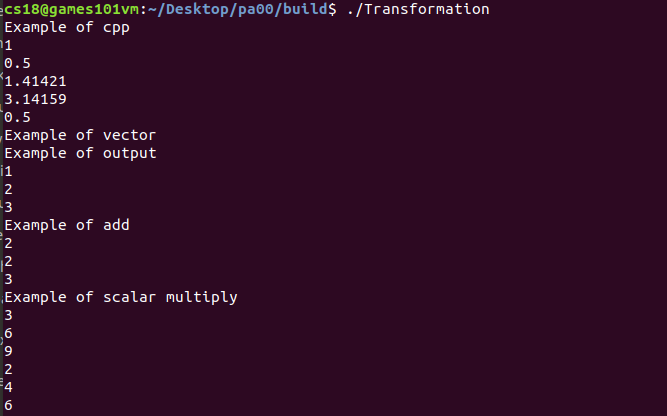 cs18@games101vm:~/Desktop/pa00/build$ ./Transformation
Example of cpp
1
0.5
1.41421
3.14159
0.5
Example of vector
Example of output
1
2
3
Example of add
2
2
3
Example of scalar multiply
3
6
9
2
4
6